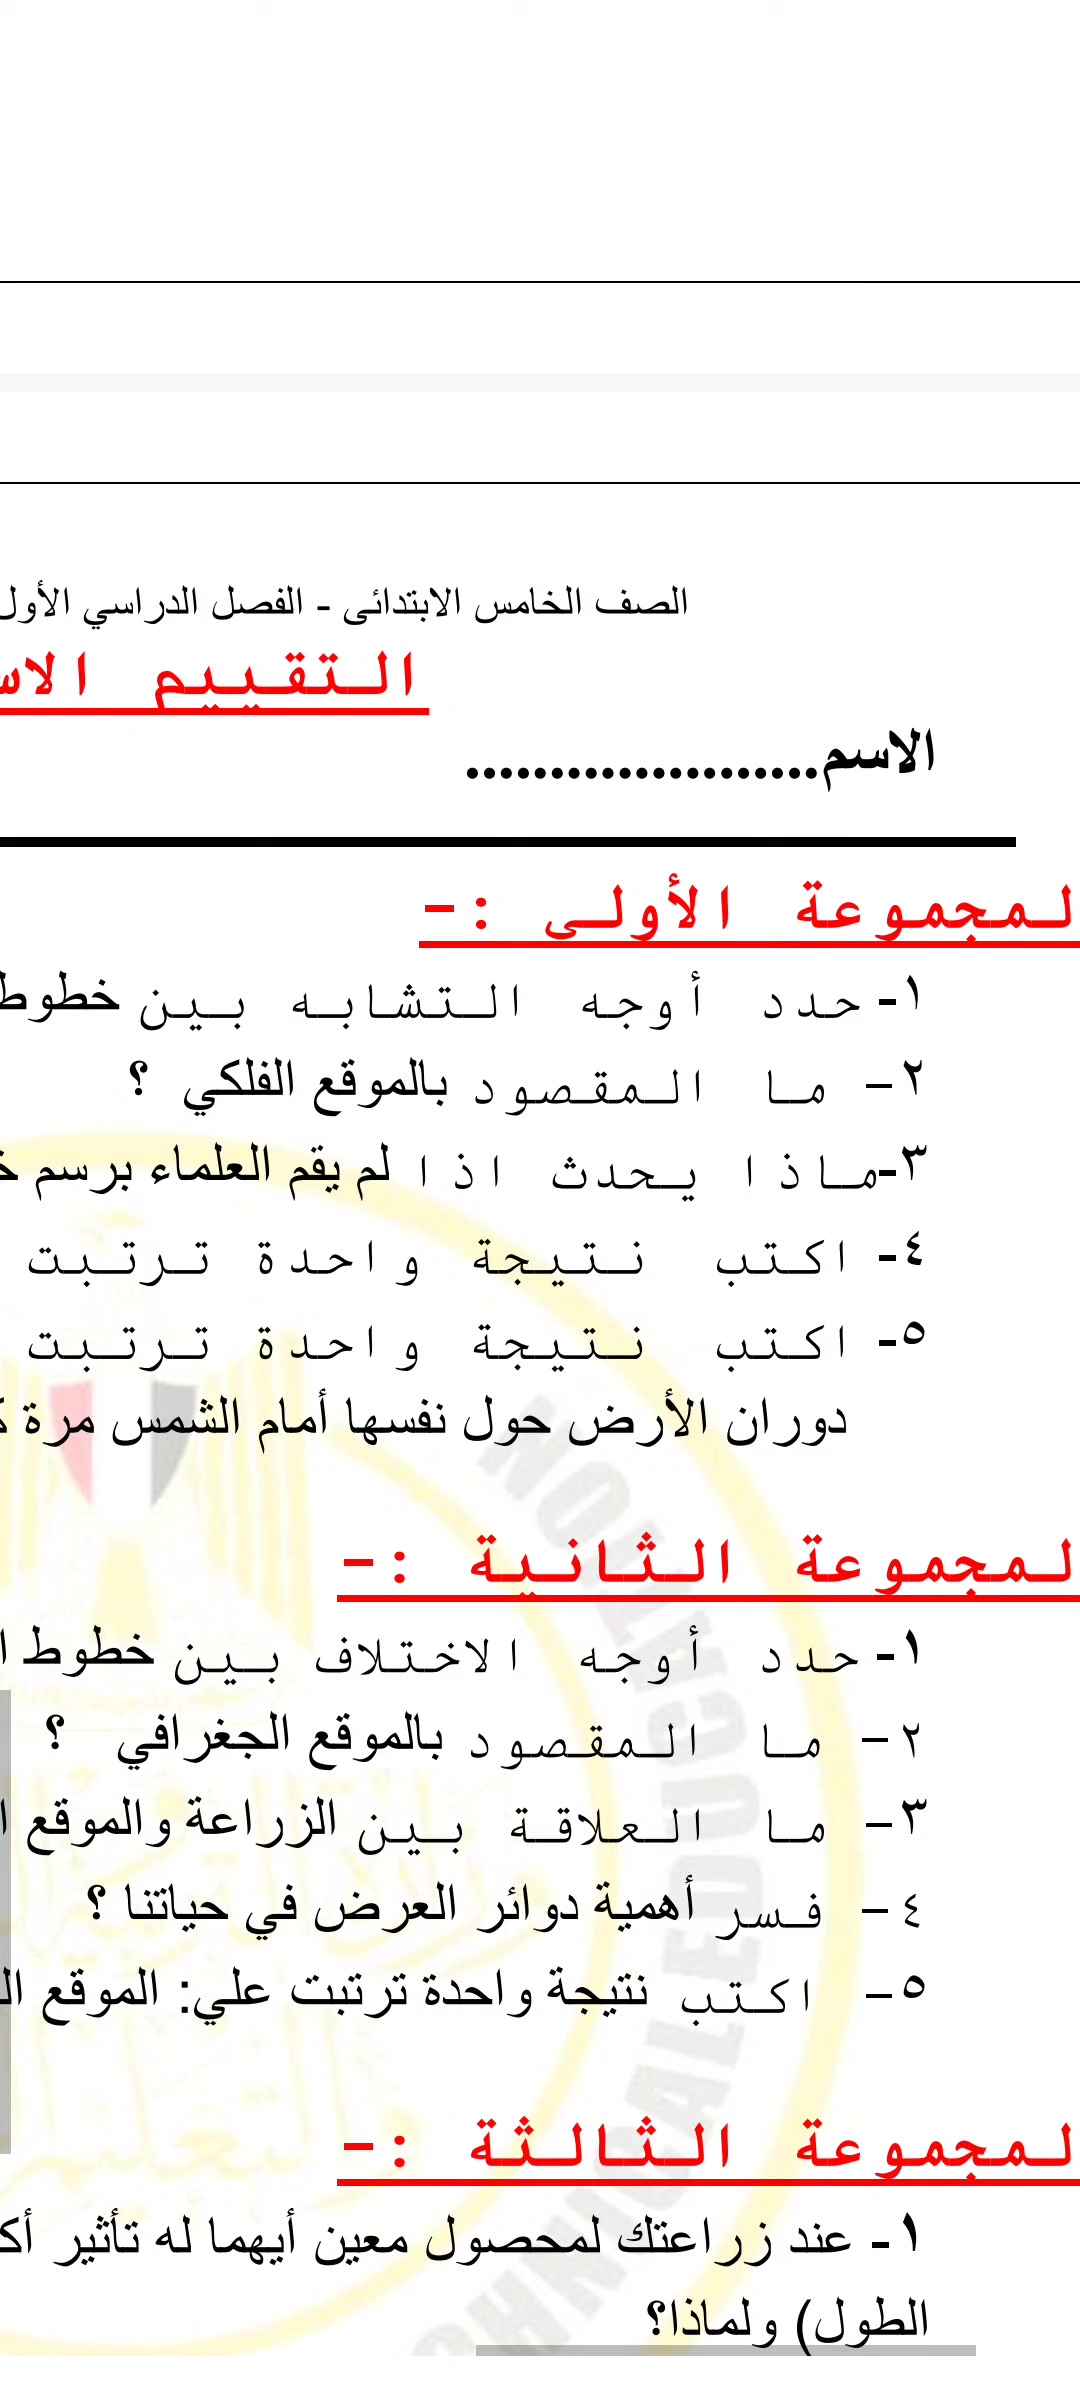 الصف الخامس الابتدائى - الفصل الدراسي الأول
التقييم
الاسم.....................
لمجموعة الأولى :-
١- حدد أوجه التشابه بين خطوط
٢- ما المقصود بالموقع الفلكي ؟
٣-ماذا يحدث اذا لم يقم العلماء برسم
٤- اكتب نتيجة واحدة ترتبت
٥- اكتب نتيجة واحدة ترتبت
دوران الأرض حول نفسها أمام الشمس مرة
لمجموعة الثانية :-
١- حدد أوجه الاختلاف بين خطوط
٢- ما المقصود بالموقع الجغرافي ؟
٣- ما العلاقة بين الزراعة والموقع
٤- فسر أهمية دوائر العرض في حياتنا ؟
٥- اكتب نتيجة واحدة ترتبت علي: الموقع
لمجموعة الثالثة :-
١- عند زراعتك لمحصول معين أيهما له تأثير
الطول) ولماذا؟